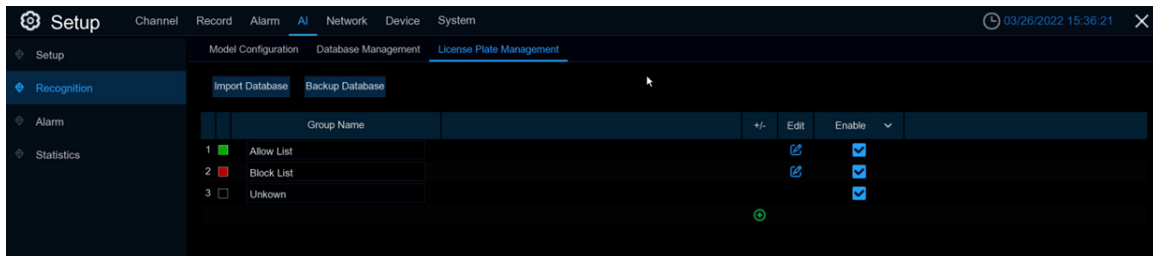 Setup Channel Record Alarm AI Network Device System 03/26/2022 15:36:21
Setup
Recognition
Alarm
Statistics
Model Configuration Database Management License Plate Management
Import Database Backup Database
Group Name +/- Edit Enable
1 Allow List
2 Block List
3 Unkown